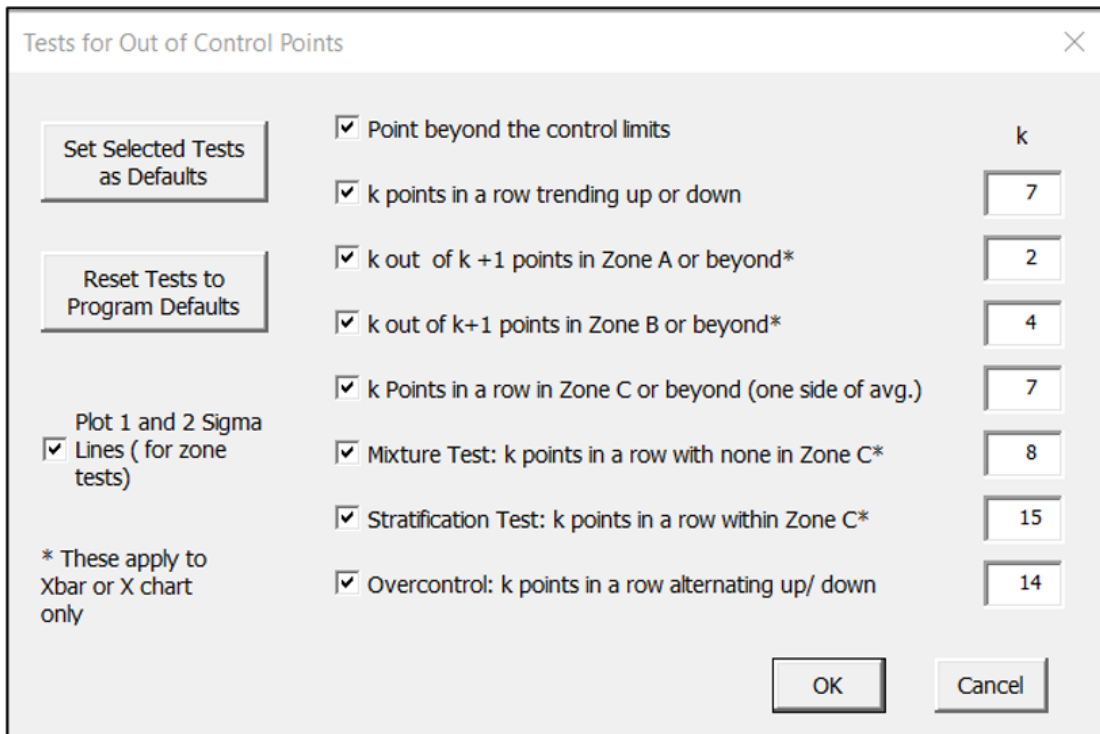 Tests for Out of Control Points
Set Selected Tests
as Defaults
Reset Tests to
Program Defaults
Plot 1 and 2 Sigma
Lines ( for zone
tests)
* These apply to
Xbar or X chart
only
k
Point beyond the control limits
k points in a row trending up or down 7
k out  of k +1 points in Zone A or beyond* 2
k out of k+1 points in Zone B or beyond* 4
k Points in a row in Zone C or beyond (one side of avg.) 7
Mixture Test: k points in a row with none in Zone C* 8
Stratification Test: k points in a row within Zone C* 15
Overcontrol: k points in a row alternating up/ down 14
OK
Cancel